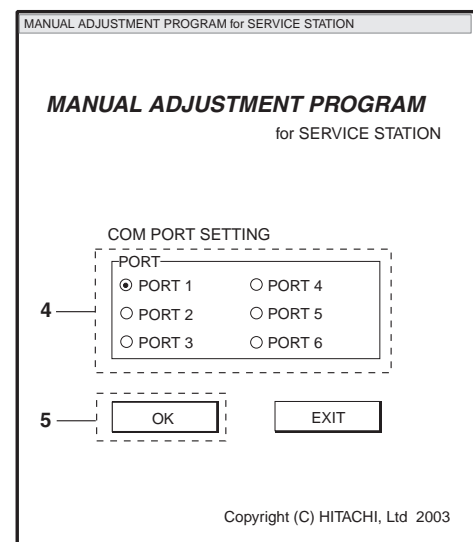 MANUAL ADJUSTMENT PROGRAM for SERVICE STATION
MANUAL ADJUSTMENT PROGRAM
for SERVICE STATION
COM PORT SETTING
PORT
PORT 1
PORT 4
4
PORT 2
PORT 5
PORT 3
PORT 6
5
OK
EXIT
Copyright (C) HITACHI, Ltd 2003